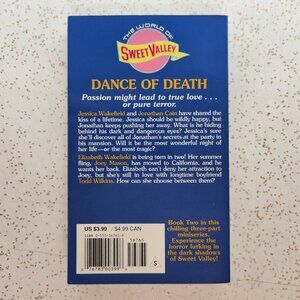 THE WORLD OF
SWEET VALLEY
DANCE OF DEATH
Passion might lead to true love . . .
or pure terror.
Jessica Wakefield and Jonathan Cain have shared the
kiss of a lifetime. Jessica should be wildly happy, but
Jonathan keeps pushing her away. What is he hiding
behind his dark and dangerous eyes? Jessica's sure
she'll discover all of Jonathan's secrets at the party in
his mansion. Will it be the most wonderful night of
her life—or the most tragic?
Elizabeth Wakefield is being torn in two! Her summer
fling, Joey Mason, has moved to California, and he
wants her back. Elizabeth can't deny her attraction to
Joey, but she's still in love with longtime boyfriend
Todd Wilkins. How can she choose between them?
US $3.99 / $4.99 CAN
56765
S
Book Two in this
chilling three-part
miniseries.
Experience the
horror lurking in
the dark shadows
of Sweet Valley!